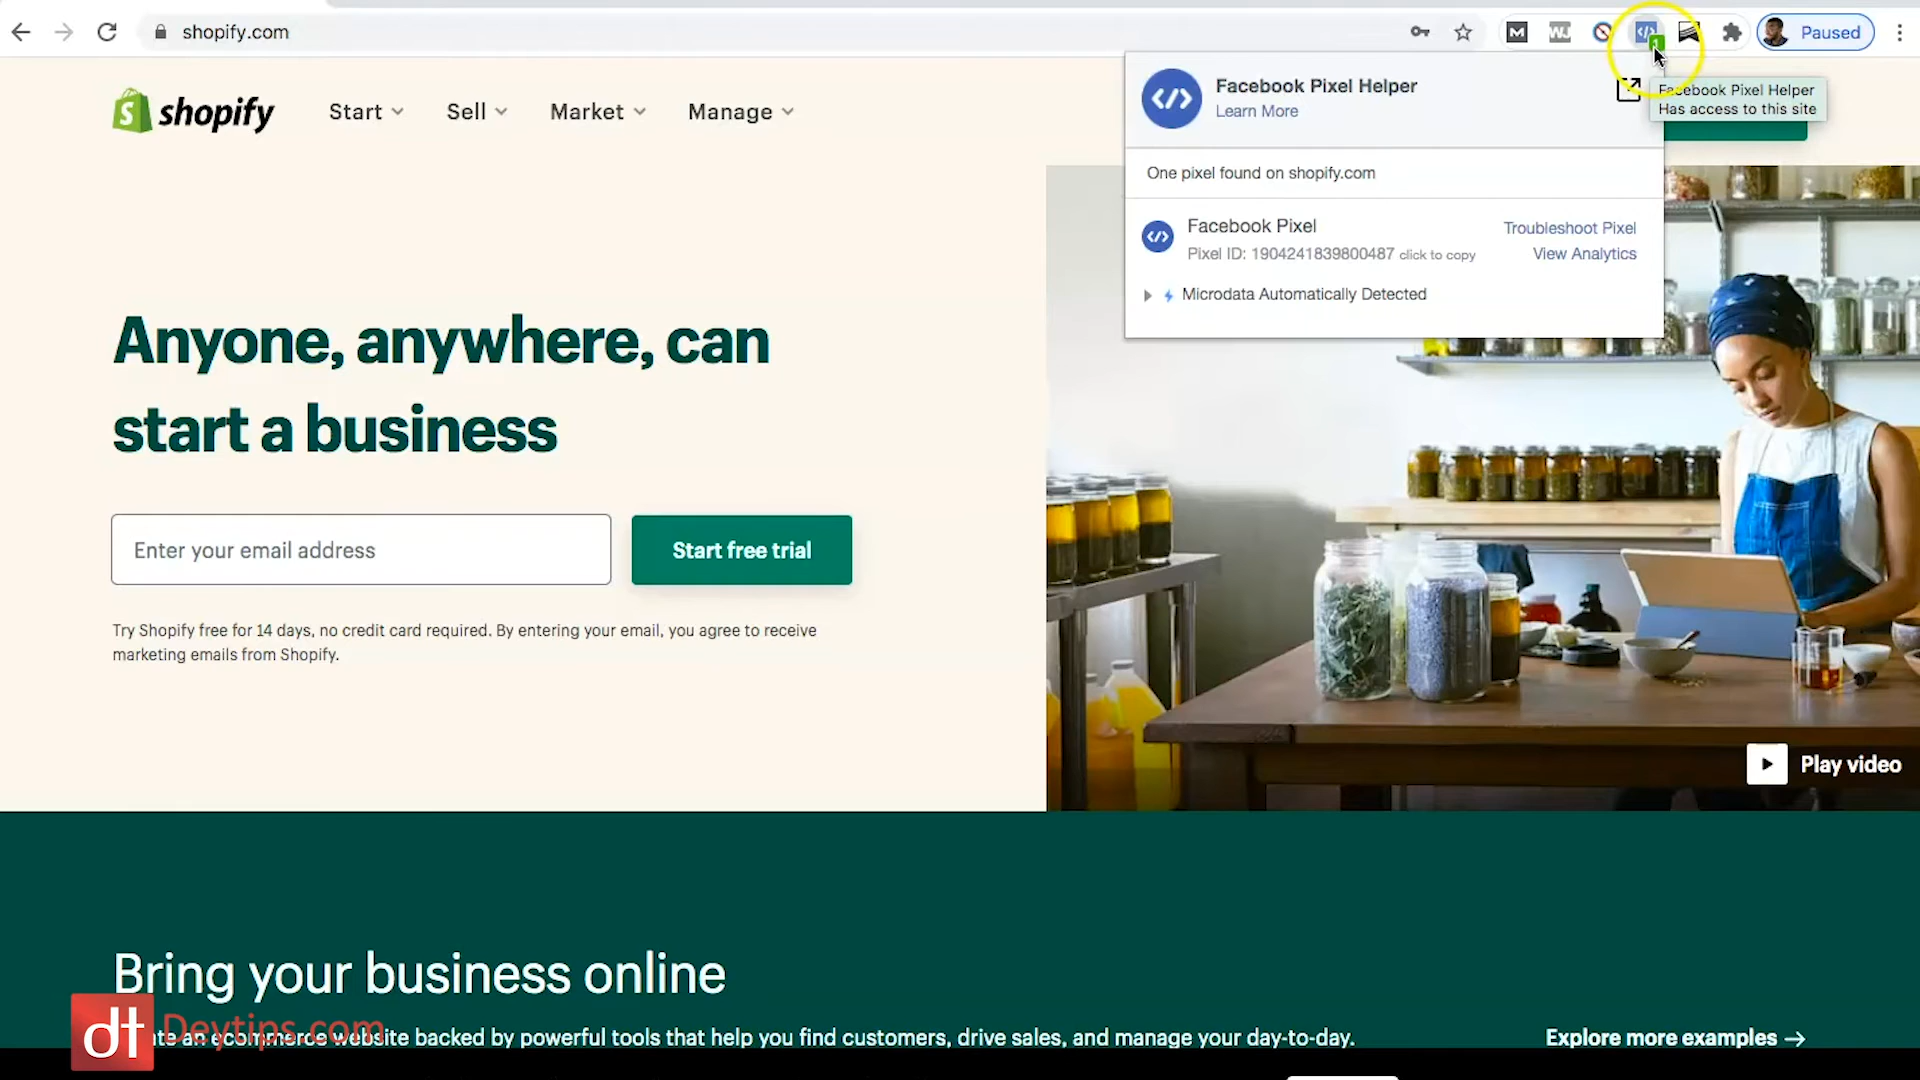 shopify.com
Paused
shopify
Start
Sell
Market
Manage
Facebook Pixel Helper
Learn More
Facebook Pixel Helper
Has access to this site
One pixel found on shopify.com
Facebook Pixel
Troubleshoot Pixel
Pixel ID: 1904241839800487 click to copy
View Analytics
Microdata Automatically Detected
Anyone, anywhere, can
start a business
Enter your email address
Start free trial
Try Shopify free for 14 days, no credit card required. By entering your email, you agree to receive
marketing emails from Shopify.
Play video
Bring your business online
dt
Deytips.com
an ecommerce website backed by powerful tools that help you find customers, drive sales, and manage your day-to-day.
Explore more examples →